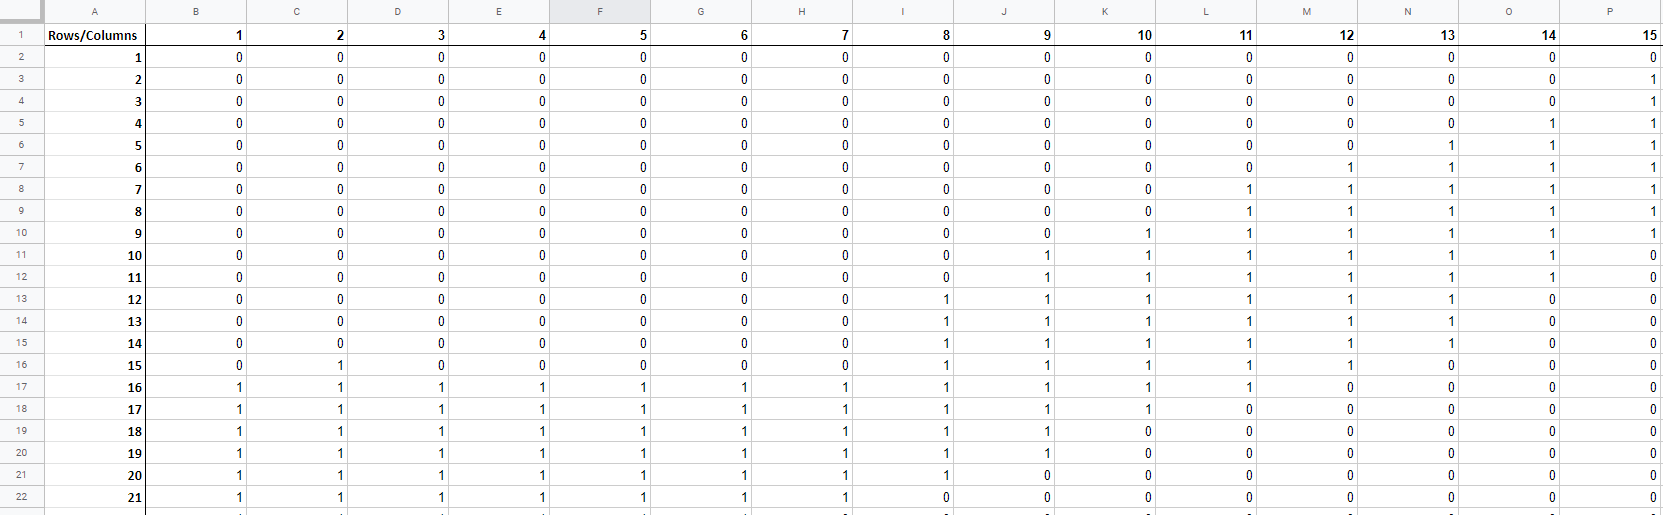 A B C D E F G H I J K L M N O P
1 Rows/Columns 1 2 3 4 5 6 7 8 9 10 11 12 13 14 15
2 1 0 0 0 0 0 0 0 0 0 0 0 0 0 0 0
3 2 0 0 0 0 0 0 0 0 0 0 0 0 0 0 1
4 3 0 0 0 0 0 0 0 0 0 0 0 0 0 0 1
5 4 0 0 0 0 0 0 0 0 0 0 0 0 0 1 1
6 5 0 0 0 0 0 0 0 0 0 0 0 0 1 1 1
7 6 0 0 0 0 0 0 0 0 0 0 0 1 1 1 1
8 7 0 0 0 0 0 0 0 0 0 0 1 1 1 1 1
9 8 0 0 0 0 0 0 0 0 0 0 1 1 1 1 1
10 9 0 0 0 0 0 0 0 0 0 1 1 1 1 1 1
11 10 0 0 0 0 0 0 0 0 1 1 1 1 1 1 0
12 11 0 0 0 0 0 0 0 0 1 1 1 1 1 1 0
13 12 0 0 0 0 0 0 0 1 1 1 1 1 1 0 0
14 13 0 0 0 0 0 0 0 1 1 1 1 1 1 0 0
15 14 0 0 0 0 0 0 0 1 1 1 1 1 1 0 0
16 15 0 1 0 0 0 0 0 1 1 1 1 1 0 0 0
17 16 1 1 1 1 1 1 1 1 1 1 1 0 0 0 0
18 17 1 1 1 1 1 1 1 1 1 1 0 0 0 0 0
19 18 1 1 1 1 1 1 1 1 1 0 0 0 0 0 0
20 19 1 1 1 1 1 1 1 1 1 0 0 0 0 0 0
21 20 1 1 1 1 1 1 1 1 0 0 0 0 0 0 0
22 21 1 1 1 1 1 1 1 0 0 0 0 0 0 0 0